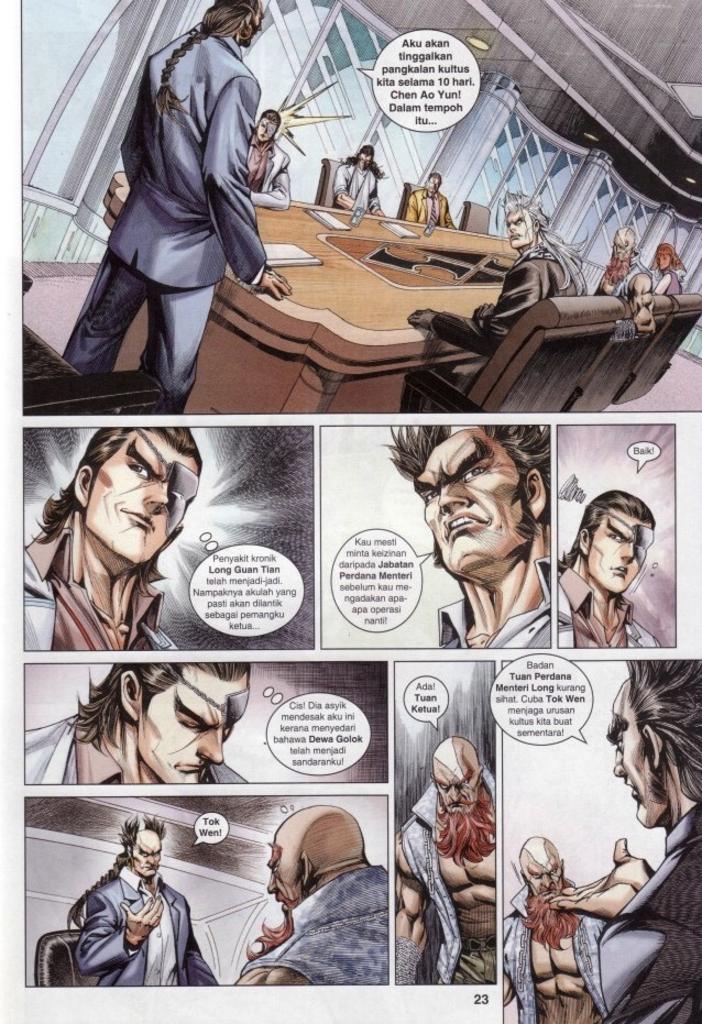 Aku akan
tinggalkan
pangkalan kultus
kita selama 10 hari.
Chen Ao Yun!
Dalam tempoh
itu...
Penyakit kronik
Long Guan Tian
telah menjadi-jadi.
Nampaknya akulah yang
pasti akan dilantik
sebagai pemangku
ketua...
Kau mesti
minta keizinan
daripada Jabatan
Perdana Menteri
sebelum kau me-
ngadakan apa-
apa operasi
nanti!
Baik!
Cis! Dia asyik
mendesak aku ini
kerana menyedari
bahawa Dewa Golok
telah menjadi
sandaranku!
Ada!
Tuan
Ketua!
Badan
Tuan Perdana
Menteri Long kurang
sihat. Cuba Tok Wen
menjaga urusan
kultus kita buat
sementara!
Tok
Wen!
23